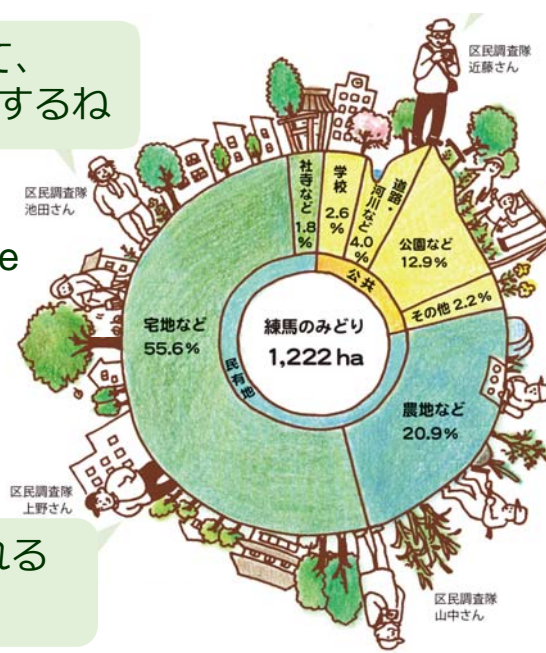 て、
するね
区民調査隊
近藤さん
区民調査隊
池田さん
e
社寺など
1.8
%
学校
2.6
%
道路・
河川など
4.0
%
公園など
12.9%
公共
その他 2.2%
宅地など
55.6%
民有地
練馬のみどり
1,222 ha
農地など
20.9%
区民調査隊
上野さん
れる
区民調査隊
山中さん